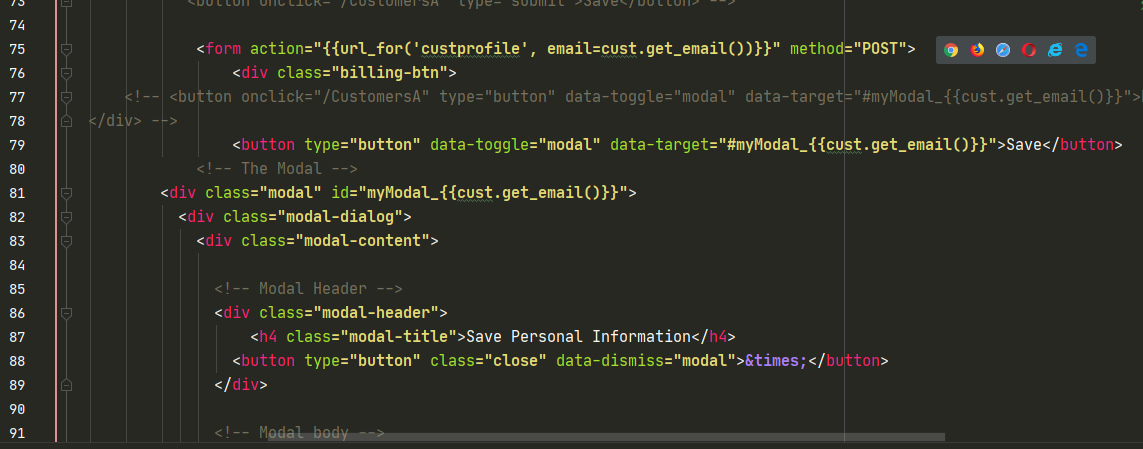 73 <button onclick="/CustomersA" type="submit">Save</button> -->
74
75 <form action="{{url_for('custprofile', email=cust.get_email())}}" method="POST">
76 <div class="billing-btn">
77 <!-- <button onclick="/CustomersA" type="button" data-toggle="modal" data-target="#myModal_{{cust.get_email()}}">
78 </div> -->
79 <button type="button" data-toggle="modal" data-target="#myModal_{{cust.get_email()}}">Save</button>
80 <!-- The Modal -->
81 <div class="modal" id="myModal_{{cust.get_email()}}">
82 <div class="modal-dialog">
83 <div class="modal-content">
84
85 <!-- Modal Header -->
86 <div class="modal-header">
87 <h4 class="modal-title">Save Personal Information</h4>
88 <button type="button" class="close" data-dismiss="modal">&times;</button>
89 </div>
90
91 <!-- Modal body -->